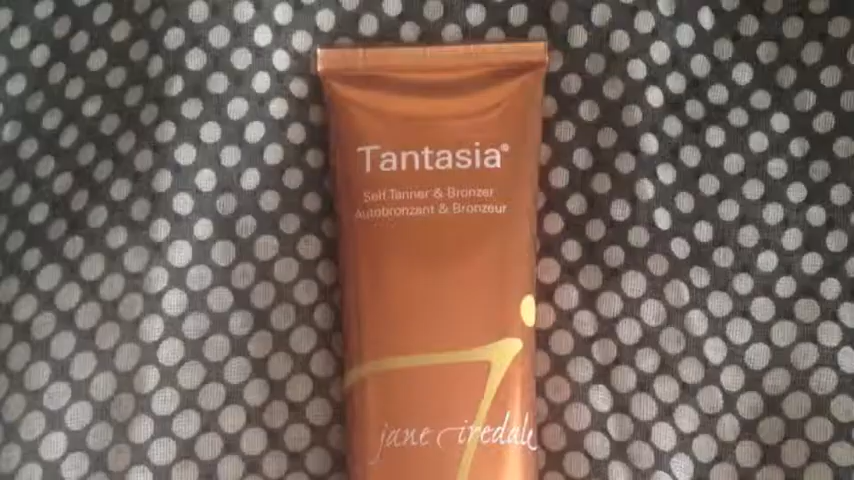 Tantasia®
Self Tanner & Bronzer
Autobronzant & Bronzeur
jane iredale